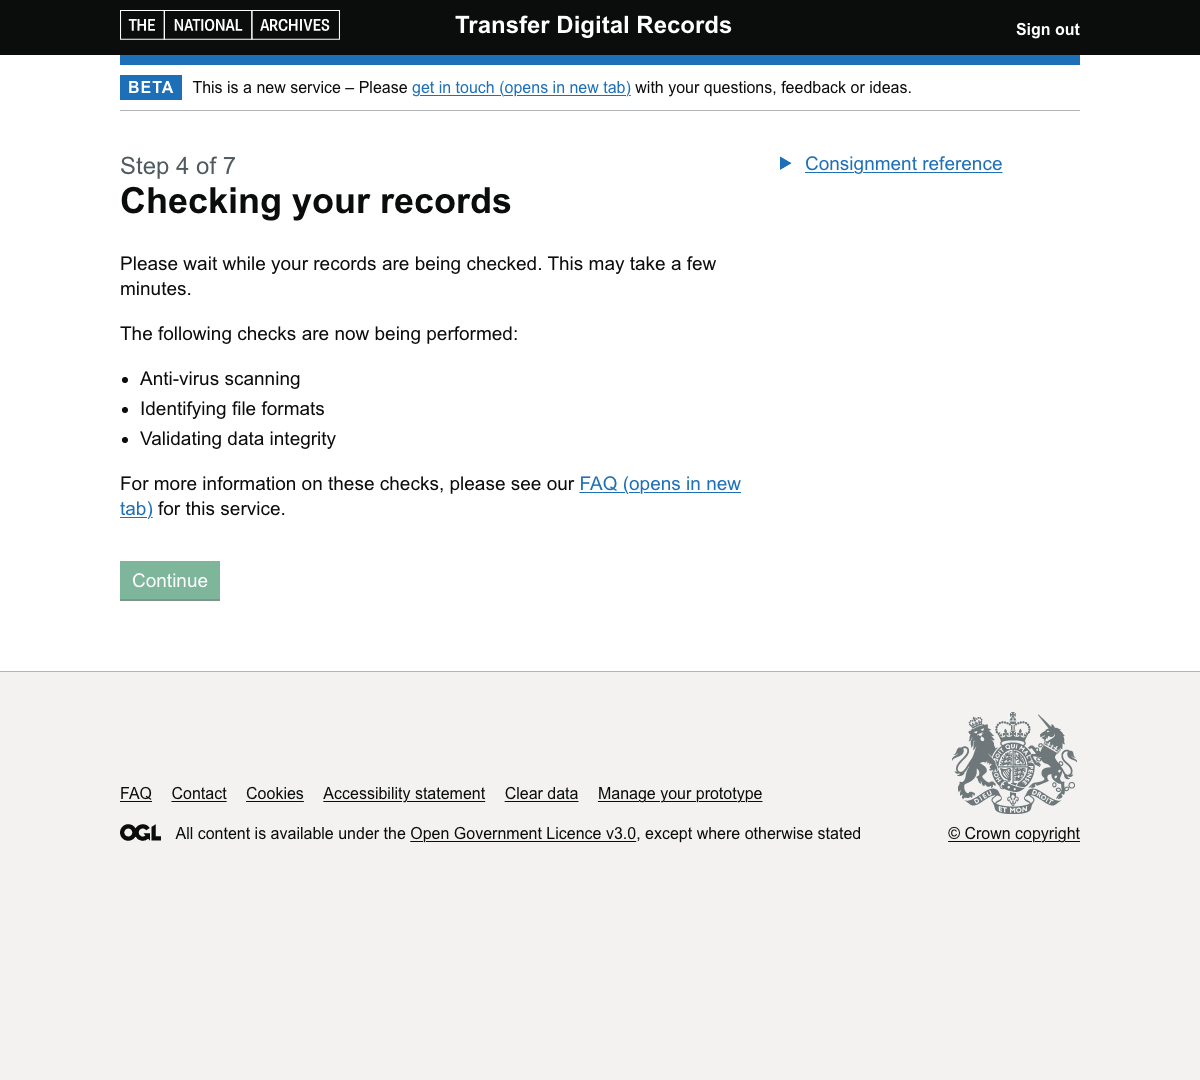 THE NATIONAL ARCHIVES
Transfer Digital Records
Sign out
BETA
This is a new service – Please get in touch (opens in new tab) with your questions, feedback or ideas.
Step 4 of 7
Checking your records
Consignment reference
Please wait while your records are being checked. This may take a few
minutes.
The following checks are now being performed:
Anti-virus scanning
Identifying file formats
Validating data integrity
For more information on these checks, please see our FAQ (opens in new
tab) for this service.
Continue
FAQ
Contact
Cookies
Accessibility statement
Clear data
Manage your prototype
OGL
All content is available under the Open Government Licence v3.0, except where otherwise stated
DIEU ET MON DROIT
© Crown copyright